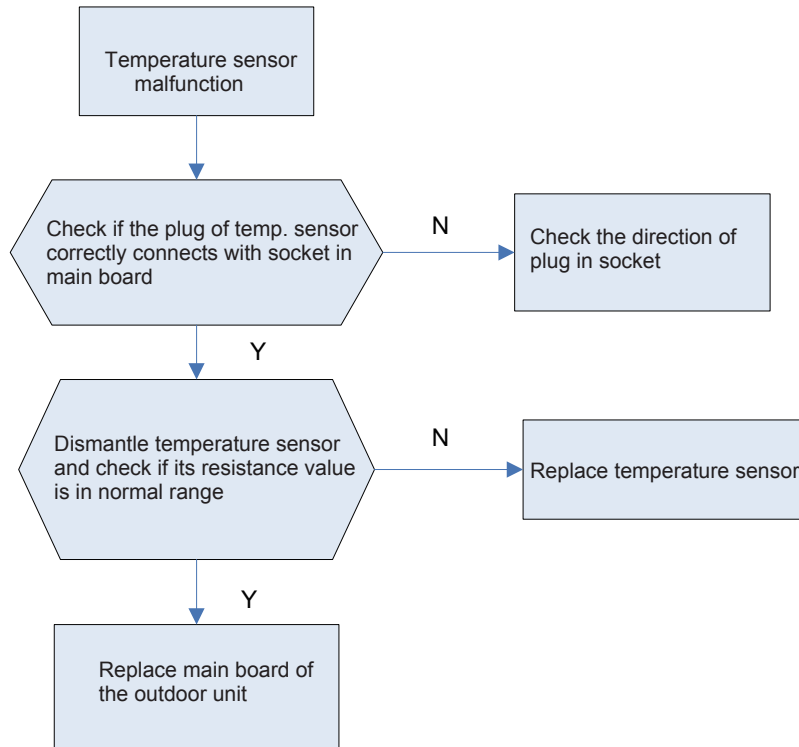 Temperature sensor
malfunction
Check if the plug of temp. sensor
correctly connects with socket in
main board
N
Check the direction of
plug in socket
Y
Dismantle temperature sensor
and check if its resistance value
is in normal range
N
Replace temperature sensor
Y
Replace main board of
the outdoor unit